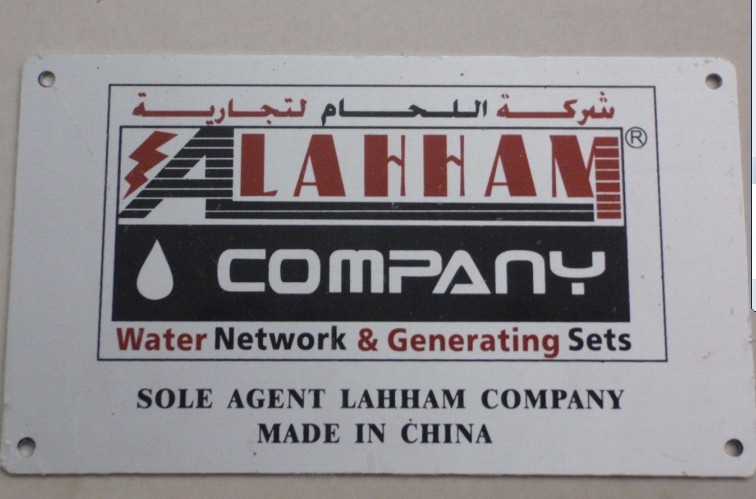 شركة اللحام لتجارية
ALAHHAM ®
COMPANY
Water Network & Generating Sets
SOLE AGENT LAHHAM COMPANY
MADE IN CHINA